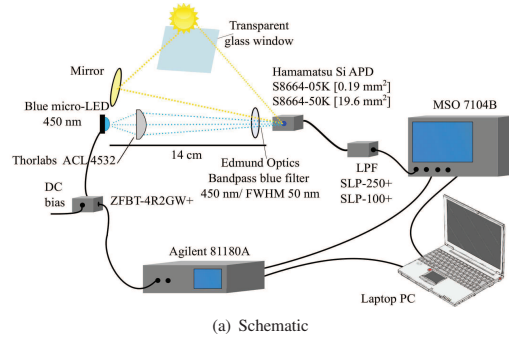 Transparent
glass window
Mirror
Hamamatsu Si APD
S8664-05K [0.19 mm²]
S8664-50K [19.6 mm²]
MSO 7104B
Blue micro-LED
450 nm
Thorlabs ACL 4532
14 cm
Edmund Optics
Bandpass blue filter
450 nm/ FWHM 50 nm
LPF
SLP-250+
SLP-100+
DC
bias
ZFBT-4R2GW+
Agilent 81180A
Laptop PC
(a) Schematic